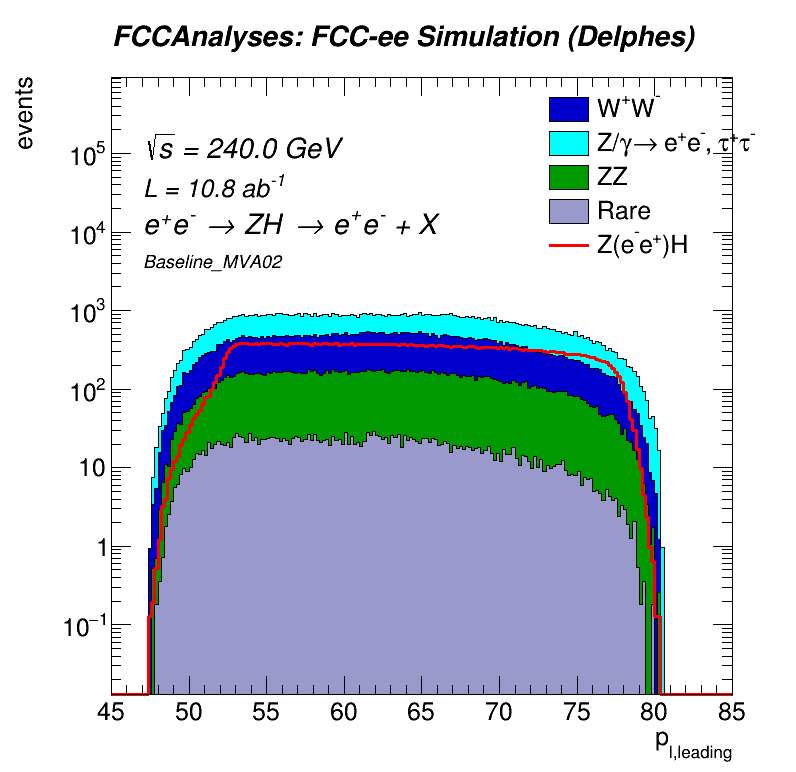 FCCAnalyses: FCC-ee Simulation (Delphes)
events
√s = 240.0 GeV
L = 10.8 ab⁻¹
e⁺e⁻ → ZH → e⁺e⁻ + X
Baseline_MVA02
W⁺W⁻
Z/γ→ e⁺e⁻, τ⁺τ⁻
ZZ
Rare
Z(e⁻e⁺)H
10⁵
10⁴
10³
10²
10
1
10⁻¹
45 50 55 60 65 70 75 80 85
p_l,leading